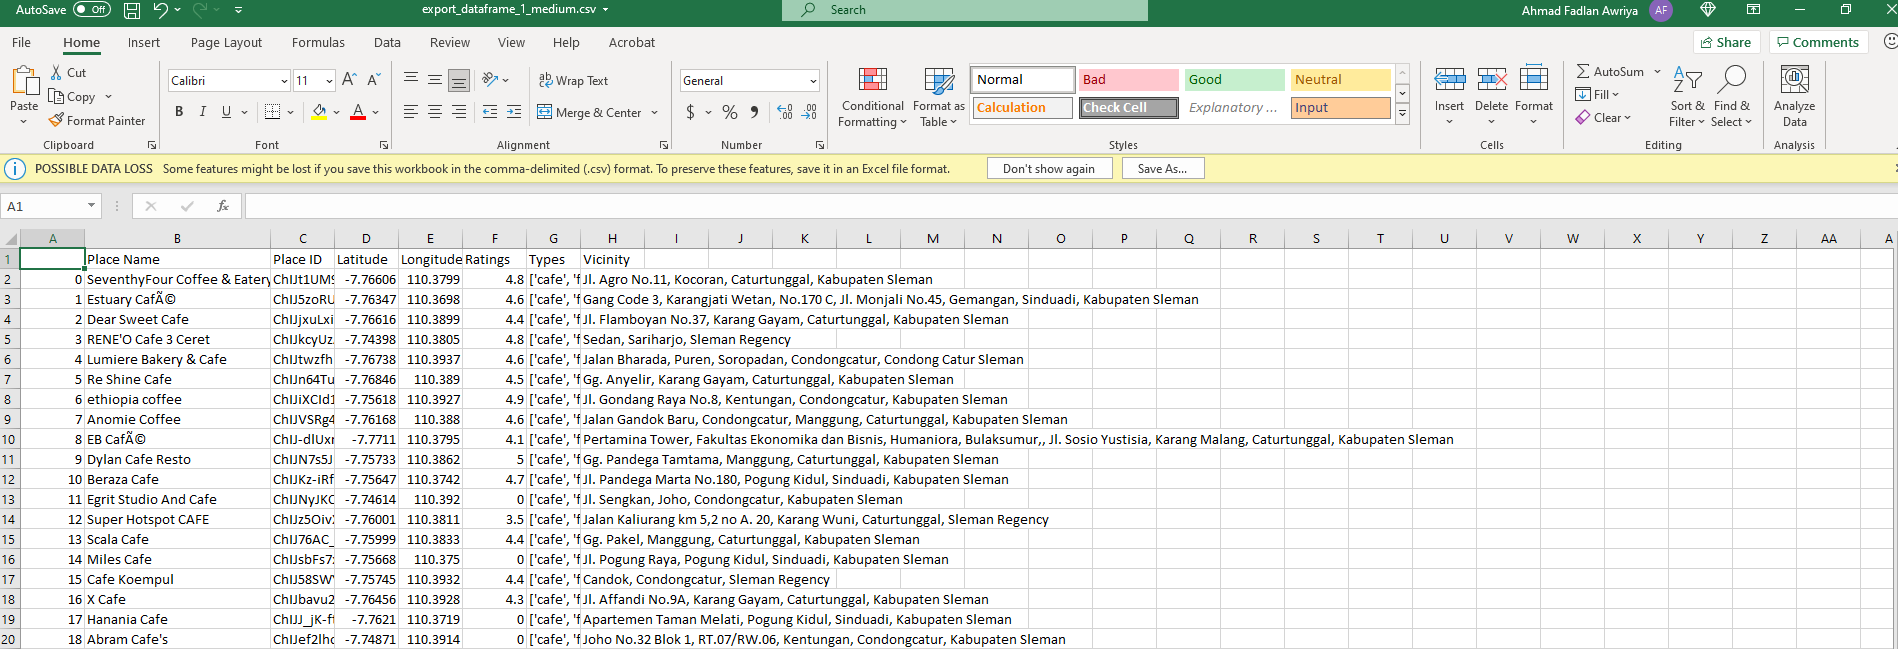 AutoSave Off export_dataframe_1_medium.csv Search Ahmad Fadlan Awriya AF
File Home Insert Page Layout Formulas Data Review View Help Acrobat Share Comments
Paste Cut Copy Format Painter Clipboard
Calibri 11 A A B I U A Font
ab Wrap Text Merge & Center Alignment
General $ % Number
Conditional Formatting Format as Table Normal Bad Good Neutral Calculation Check Cell Explanatory ... Input Styles
Insert Delete Format Cells
AutoSum Fill Clear Sort & Filter Find & Select Editing
Analyze Data Analysis
POSSIBLE DATA LOSS Some features might be lost if you save this workbook in the comma-delimited (.csv) format. To preserve these features, save it in an Excel file format. Don't show again Save As...
A1 fx
A B C D E F G H I J K L M N O P Q R S T U V W X Y Z AA A
1 Place Name Place ID Latitude Longitude Ratings Types Vicinity
2 0 SeventhyFour Coffee & Eatery ChIJt1UM9 -7.76606 110.3799 4.8 ['cafe', 'f Jl. Agro No.11, Kocoran, Caturtunggal, Kabupaten Sleman
3 1 Estuary CafÃ© ChIJ5zoRU -7.76347 110.3698 4.6 ['cafe', 'f Gang Code 3, Karangjati Wetan, No.170 C, Jl. Monjali No.45, Gemangan, Sinduadi, Kabupaten Sleman
4 2 Dear Sweet Cafe ChIJjxuLxi -7.76616 110.3899 4.4 ['cafe', 'f Jl. Flamboyan No.37, Karang Gayam, Caturtunggal, Kabupaten Sleman
5 3 RENE'O Cafe 3 Ceret ChIJkcyUz -7.74398 110.3805 4.8 ['cafe', 'f Sedan, Sariharjo, Sleman Regency
6 4 Lumiere Bakery & Cafe ChIJtwzfh -7.76738 110.3937 4.6 ['cafe', 'f Jalan Bharada, Puren, Soropadan, Condongcatur, Condong Catur Sleman
7 5 Re Shine Cafe ChIJn64Tu -7.76846 110.389 4.5 ['cafe', 'f Gg. Anyelir, Karang Gayam, Caturtunggal, Kabupaten Sleman
8 6 ethiopia coffee ChIJiXCId1 -7.75618 110.3927 4.9 ['cafe', 'f Jl. Gondang Raya No.8, Kentungan, Condongcatur, Kabupaten Sleman
9 7 Anomie Coffee ChIJVSRg4 -7.76168 110.388 4.6 ['cafe', 'f Jalan Gandok Baru, Condongcatur, Manggung, Caturtunggal, Kabupaten Sleman
10 8 EB CafÃ© ChIJ-dlUxr -7.7711 110.3795 4.1 ['cafe', 'f Pertamina Tower, Fakultas Ekonomika dan Bisnis, Humaniora, Bulaksumur,, Jl. Sosio Yustisia, Karang Malang, Caturtunggal, Kabupaten Sleman
11 9 Dylan Cafe Resto ChIJN7s5J -7.75733 110.3862 5 ['cafe', 'f Gg. Pandega Tamtama, Manggung, Caturtunggal, Kabupaten Sleman
12 10 Beraza Cafe ChIJKz-iRf -7.75647 110.3742 4.7 ['cafe', 'f Jl. Pandega Marta No.180, Pogung Kidul, Sinduadi, Kabupaten Sleman
13 11 Egrit Studio And Cafe ChIJNyJKC -7.74614 110.392 0 ['cafe', 'f Jl. Sengkan, Joho, Condongcatur, Kabupaten Sleman
14 12 Super Hotspot CAFE ChIJz5Oiv -7.76001 110.3811 3.5 ['cafe', 'f Jalan Kaliurang km 5,2 no A. 20, Karang Wuni, Caturtunggal, Sleman Regency
15 13 Scala Cafe ChIJ76AC_ -7.75999 110.3833 4.4 ['cafe', 'f Gg. Pakel, Manggung, Caturtunggal, Kabupaten Sleman
16 14 Miles Cafe ChIJsbFs7 -7.75668 110.375 0 ['cafe', 'f Jl. Pogung Raya, Pogung Kidul, Sinduadi, Kabupaten Sleman
17 15 Cafe Koempul ChIJ58SW -7.75745 110.3932 4.4 ['cafe', 'f Candok, Condongcatur, Sleman Regency
18 16 X Cafe ChIJbavu2 -7.76456 110.3928 4.3 ['cafe', 'f Jl. Affandi No.9A, Karang Gayam, Caturtunggal, Kabupaten Sleman
19 17 Hanania Cafe ChIJJ_jK-f -7.7621 110.3719 0 ['cafe', 'f Apartemen Taman Melati, Pogung Kidul, Sinduadi, Kabupaten Sleman
20 18 Abram Cafe's ChIJef2lhc -7.74871 110.3914 0 ['cafe', 'f Joho No.32 Blok 1, RT.07/RW.06, Kentungan, Condongcatur, Kabupaten Sleman